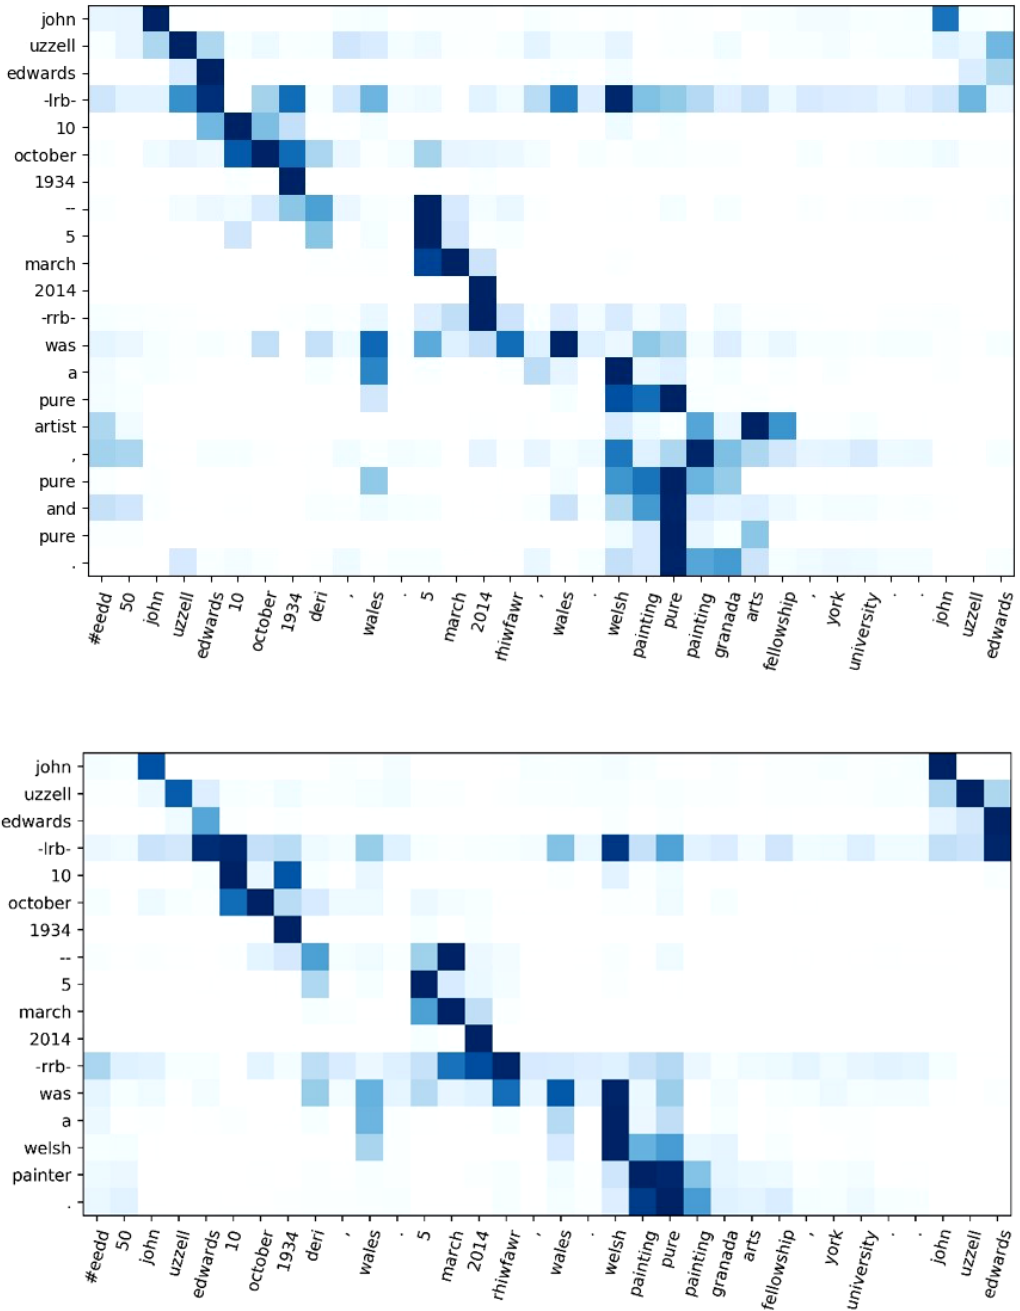 john
uzzell
edwards
-lrb-
10
october
1934
--
5
march
2014
-rrb-
was
a
pure
artist
,
pure
and
pure
.
#eedd 50 john uzzell edwards 10 october 1934 deri , wales . 5 march 2014 rhiwfawr , wales . welsh painting pure painting granada arts fellowship , york university . . john uzzell edwards
john
uzzell
edwards
-lrb-
10
october
1934
--
5
march
2014
-rrb-
was
a
welsh
painter
.
#eedd 50 john uzzell edwards 10 october 1934 deri , wales . 5 march 2014 rhiwfawr , wales . welsh painting pure painting granada arts fellowship , york university . . john uzzell edwards